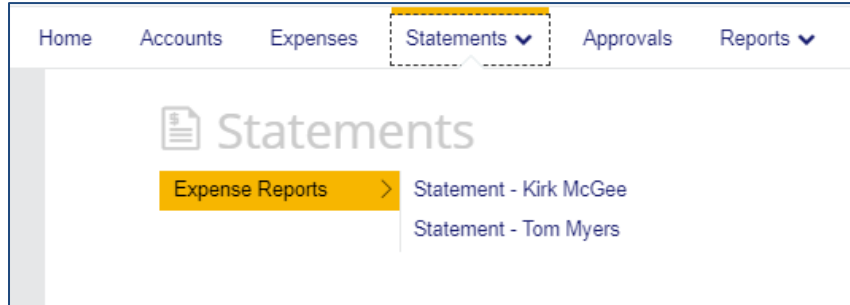 Home Accounts Expenses Statements Approvals Reports
Statements
Expense Reports Statement - Kirk McGee
Statement - Tom Myers